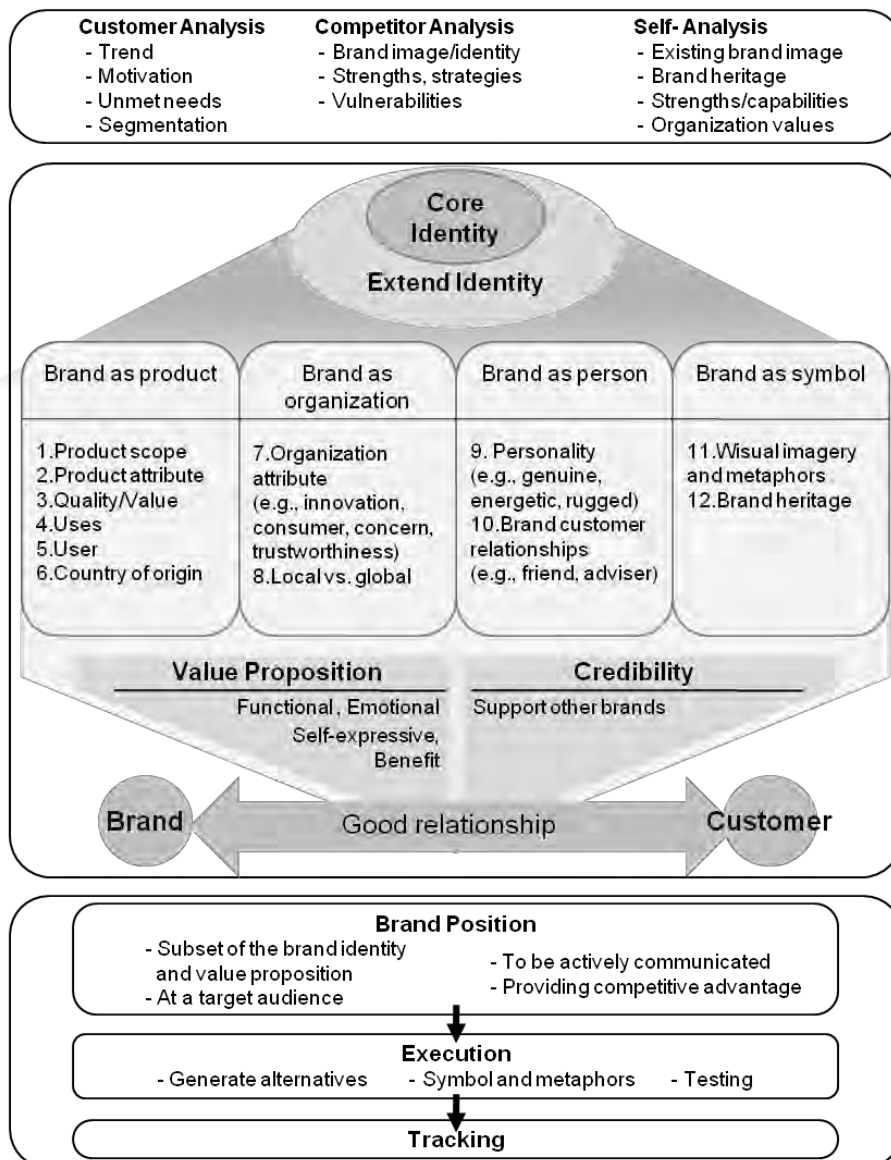 Customer Analysis
- Trend
- Motivation
- Unmet needs
- Segmentation
Competitor Analysis
- Brand image/identity
- Strengths, strategies
- Vulnerabilities
Self- Analysis
- Existing brand image
- Brand heritage
- Strengths/capabilities
- Organization values
Core
Identity
Extend Identity
Brand as product
1.Product scope
2.Product attribute
3.Quality/Value
4.Uses
5.User
6.Country of origin
Brand as
organization
7.Organization
attribute
(e.g., innovation,
consumer, concern,
trustworthiness)
8.Local vs. global
Brand as person
9. Personality
(e.g., genuine,
energetic, rugged)
10.Brand customer
relationships
(e.g., friend, adviser)
Brand as symbol
11.Wisual imagery
and metaphors
12.Brand heritage
Value Proposition
Functional, Emotional
Self-expressive,
Benefit
Credibility
Support other brands
Brand
Good relationship
Customer
Brand Position
- Subset of the brand identity
and value proposition
- At a target audience
- To be actively communicated
- Providing competitive advantage
Execution
- Generate alternatives
- Symbol and metaphors
- Testing
Tracking